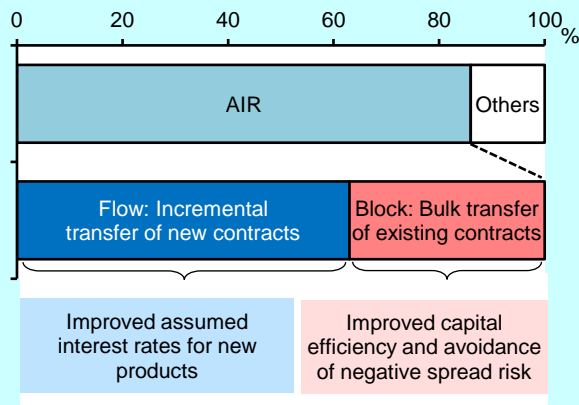 0 20 40 60 80 100
%
AIR
Others
Flow: Incremental
transfer of new contracts
Block: Bulk transfer
of existing contracts
Improved assumed
interest rates for new
products
Improved capital
efficiency and avoidance
of negative spread risk